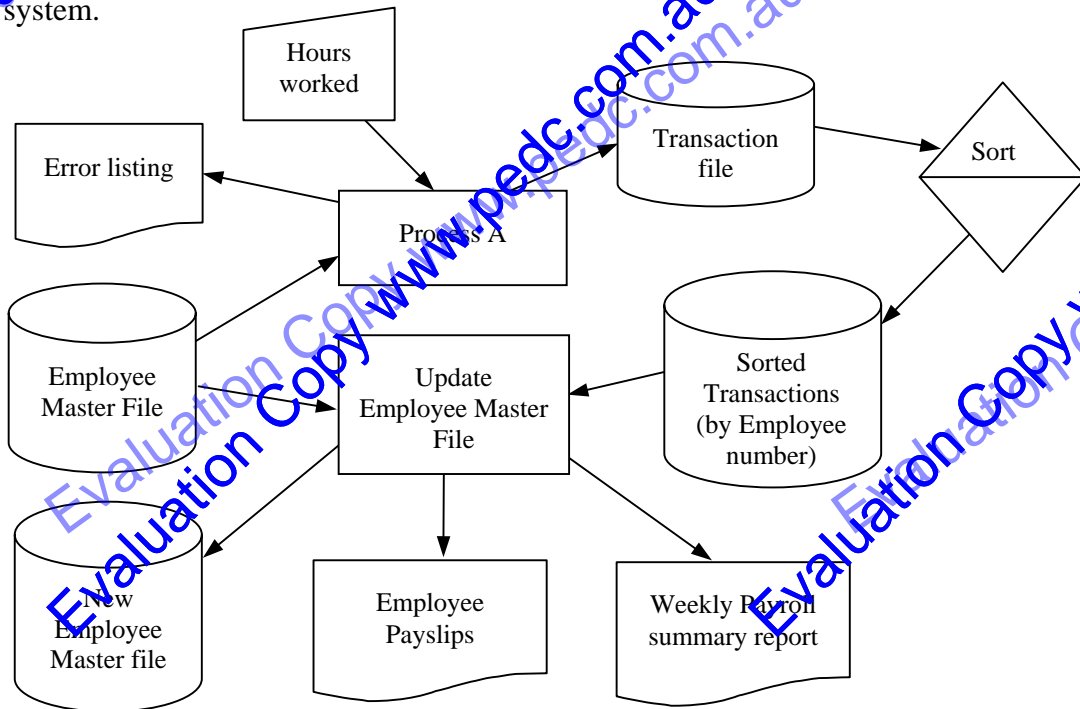 system.
Hours
worked
Error listing
Process A
Transaction
file
Sort
Employee
Master File
Update
Employee Master
File
Sorted
Transactions
(by Employee
number)
New
Employee
Master file
Employee
Payslips
Weekly Payroll
summary report
Evaluation Copy www.pedc.com.au
Evaluation Copy www.pedc.com.au
Evaluation Copy
Evaluation